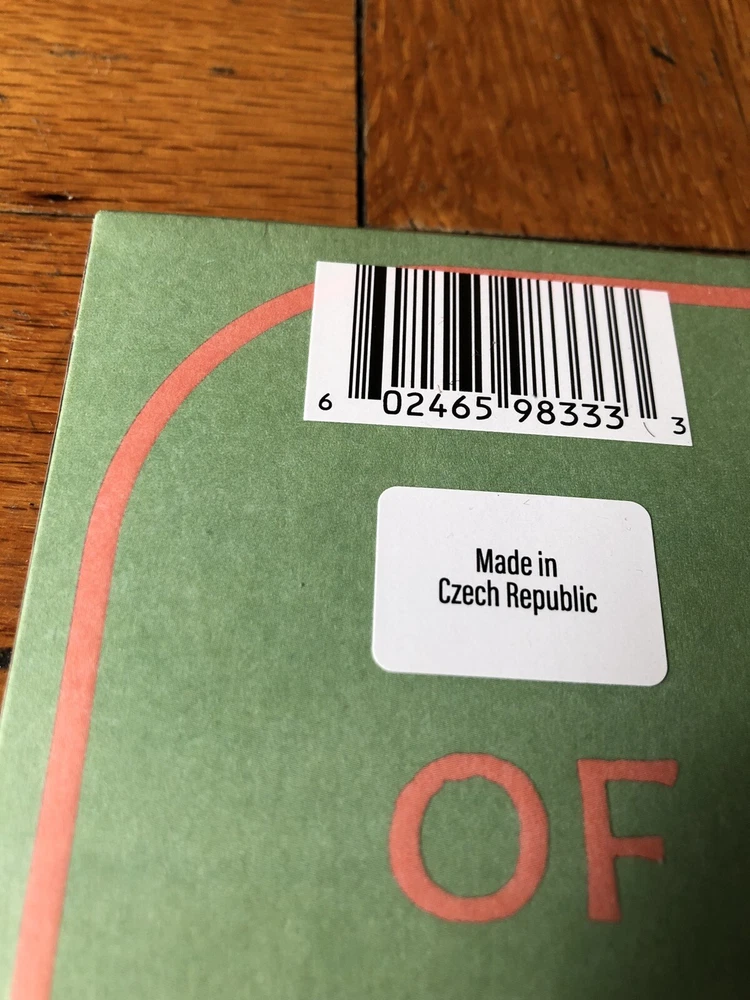 6 02465 98333 3
Made in
Czech Republic
OF